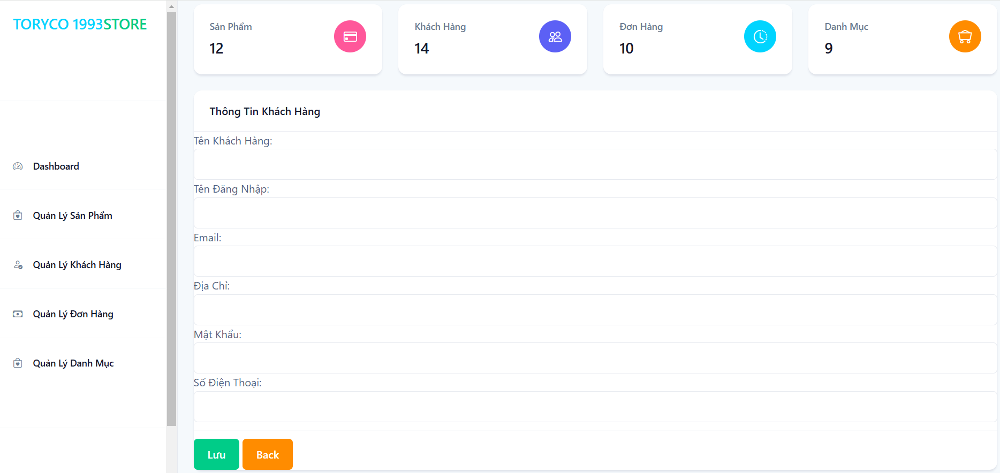 TORYCO 1993STORE
Dashboard
Quản Lý Sản Phẩm
Quản Lý Khách Hàng
Quản Lý Đơn Hàng
Quản Lý Danh Mục
Sản Phẩm
12
Khách Hàng
14
Đơn Hàng
10
Danh Mục
9
Thông Tin Khách Hàng
Tên Khách Hàng:
Tên Đăng Nhập:
Email:
Địa Chỉ:
Mật Khẩu:
Số Điện Thoại:
Lưu
Back